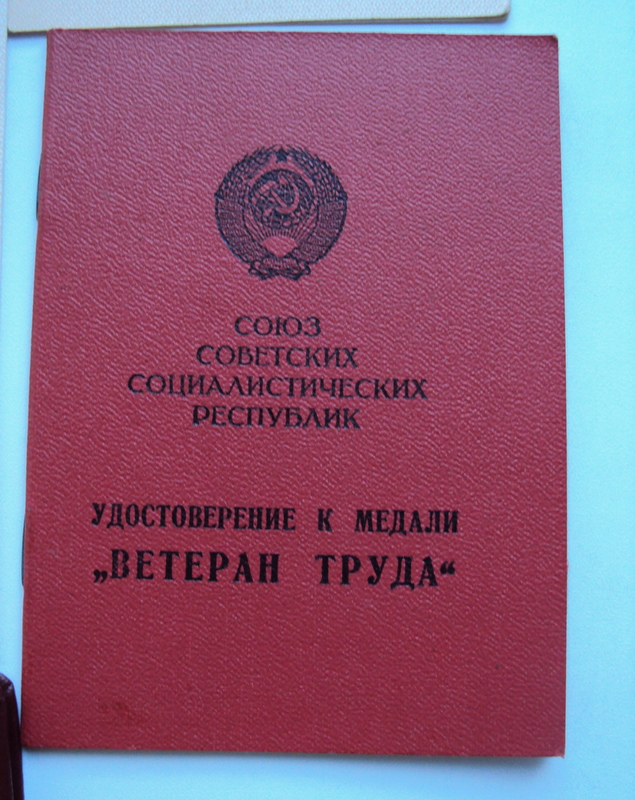 СОЮЗ
СОВЕТСКИХ
СОЦИАЛИСТИЧЕСКИХ
РЕСПУБЛИК
УДОСТОВЕРЕНИЕ К МЕДАЛИ
„ВЕТЕРАН ТРУДА“